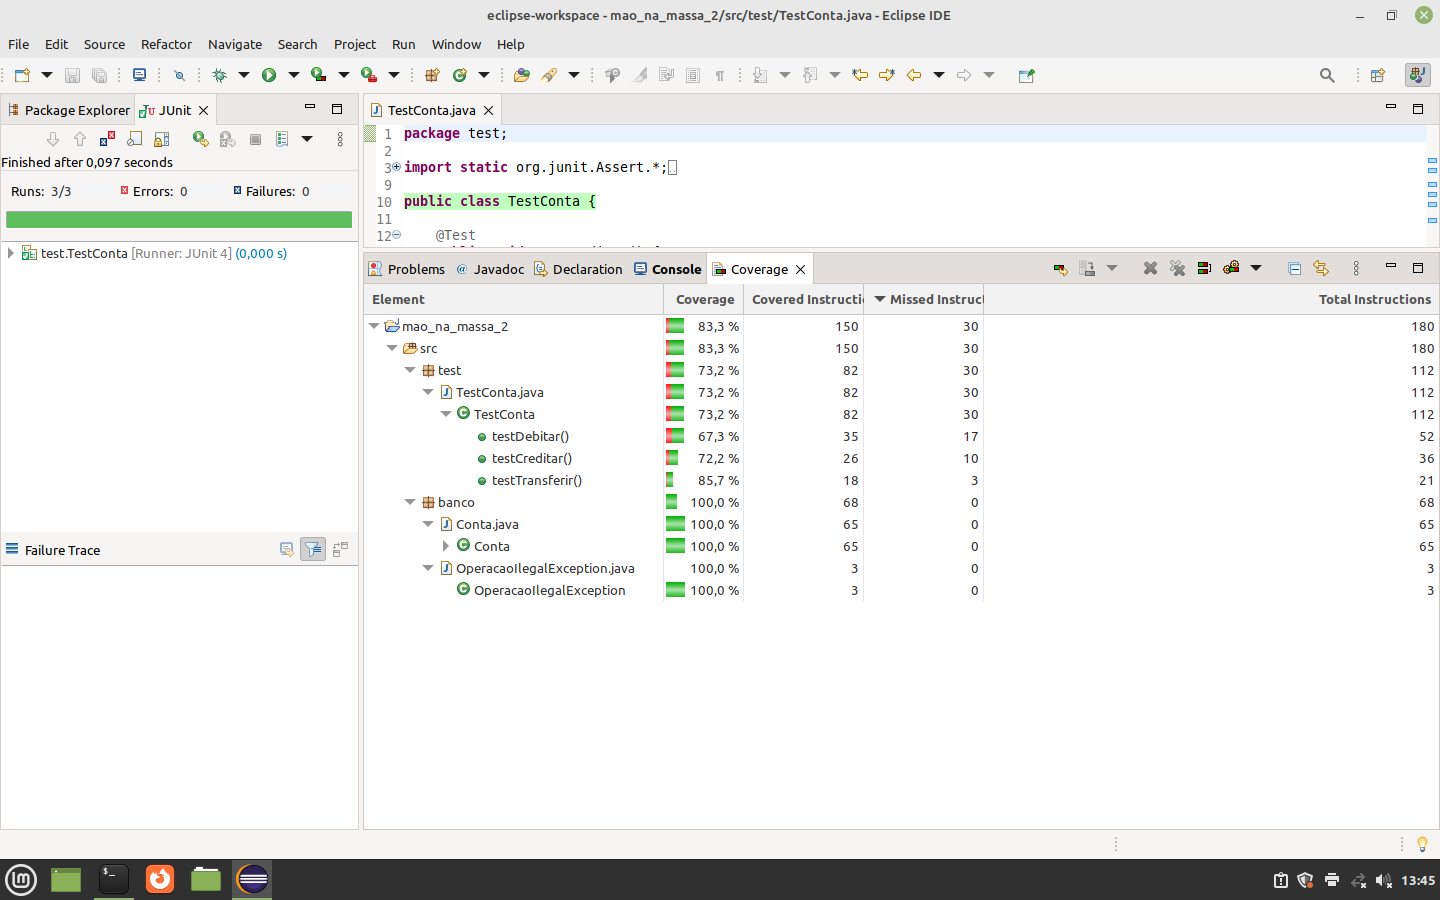 eclipse-workspace - mao_na_massa_2/src/test/TestConta.java - Eclipse IDE
File Edit Source Refactor Navigate Search Project Run Window Help
Package Explorer JUnit
Finished after 0,097 seconds
Runs: 3/3 Errors: 0 Failures: 0
test.TestConta [Runner: JUnit 4] (0,000 s)
Failure Trace
TestConta.java
1 package test;
2
3 import static org.junit.Assert.*;
9
10 public class TestConta {
11
12 @Test
Problems @ Javadoc Declaration Console Coverage
Element Coverage Covered Instructi Missed Instruct Total Instructions
mao_na_massa_2 83,3 % 150 30 180
src 83,3 % 150 30 180
test 73,2 % 82 30 112
TestConta.java 73,2 % 82 30 112
TestConta 73,2 % 82 30 112
testDebitar() 67,3 % 35 17 52
testCreditar() 72,2 % 26 10 36
testTransferir() 85,7 % 18 3 21
banco 100,0 % 68 0 68
Conta.java 100,0 % 65 0 65
Conta 100,0 % 65 0 65
OperacaoIlegalException.java 100,0 % 3 0 3
OperacaoIlegalException 100,0 % 3 0 3
13:45